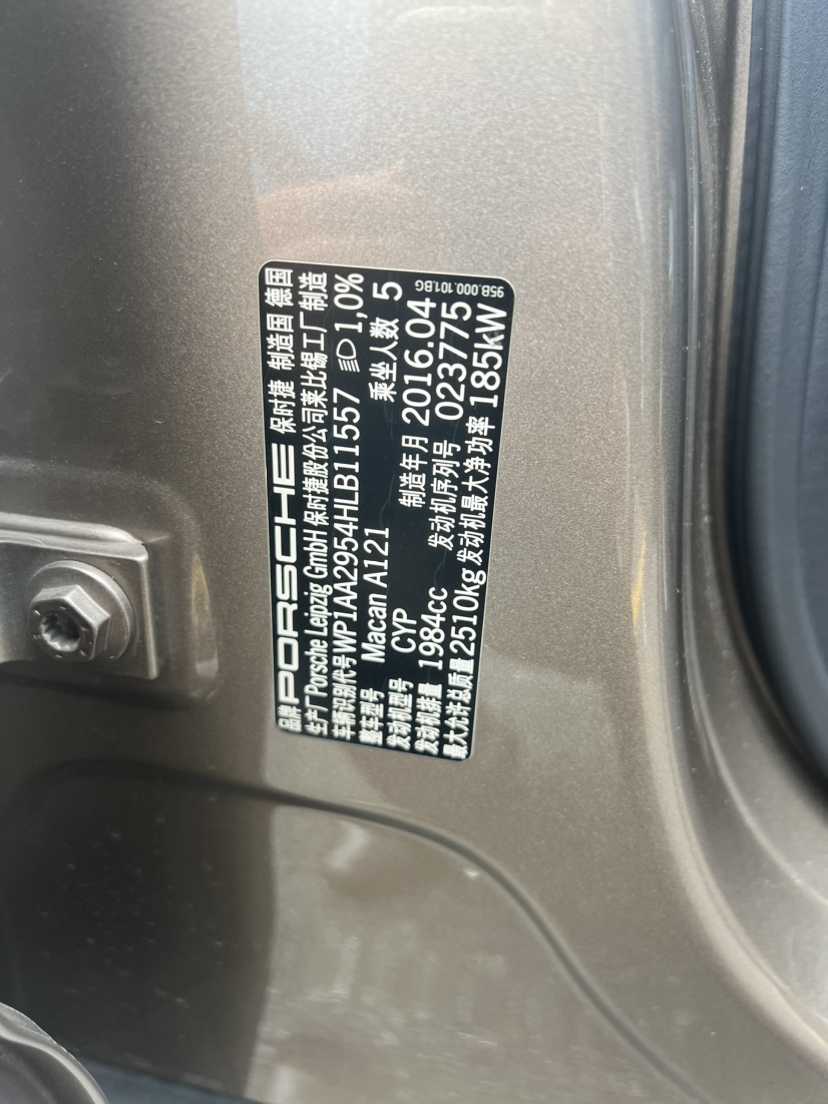 品牌 PORSCHE 保时捷 制造国 德国
生产厂 Porsche Leipzig GmbH 保时捷股份公司莱比锡工厂制造
车辆识别代号 WP1AA2954HLB11557 1,0%
整车型号 Macan A121 乘坐人数 5
发动机型号 CYP 制造年月 2016.04
发动机排量 1984cc 发动机序列号 023775
最大允许总质量 2510kg 发动机最大净功率 185kW
95B.000.101.BG